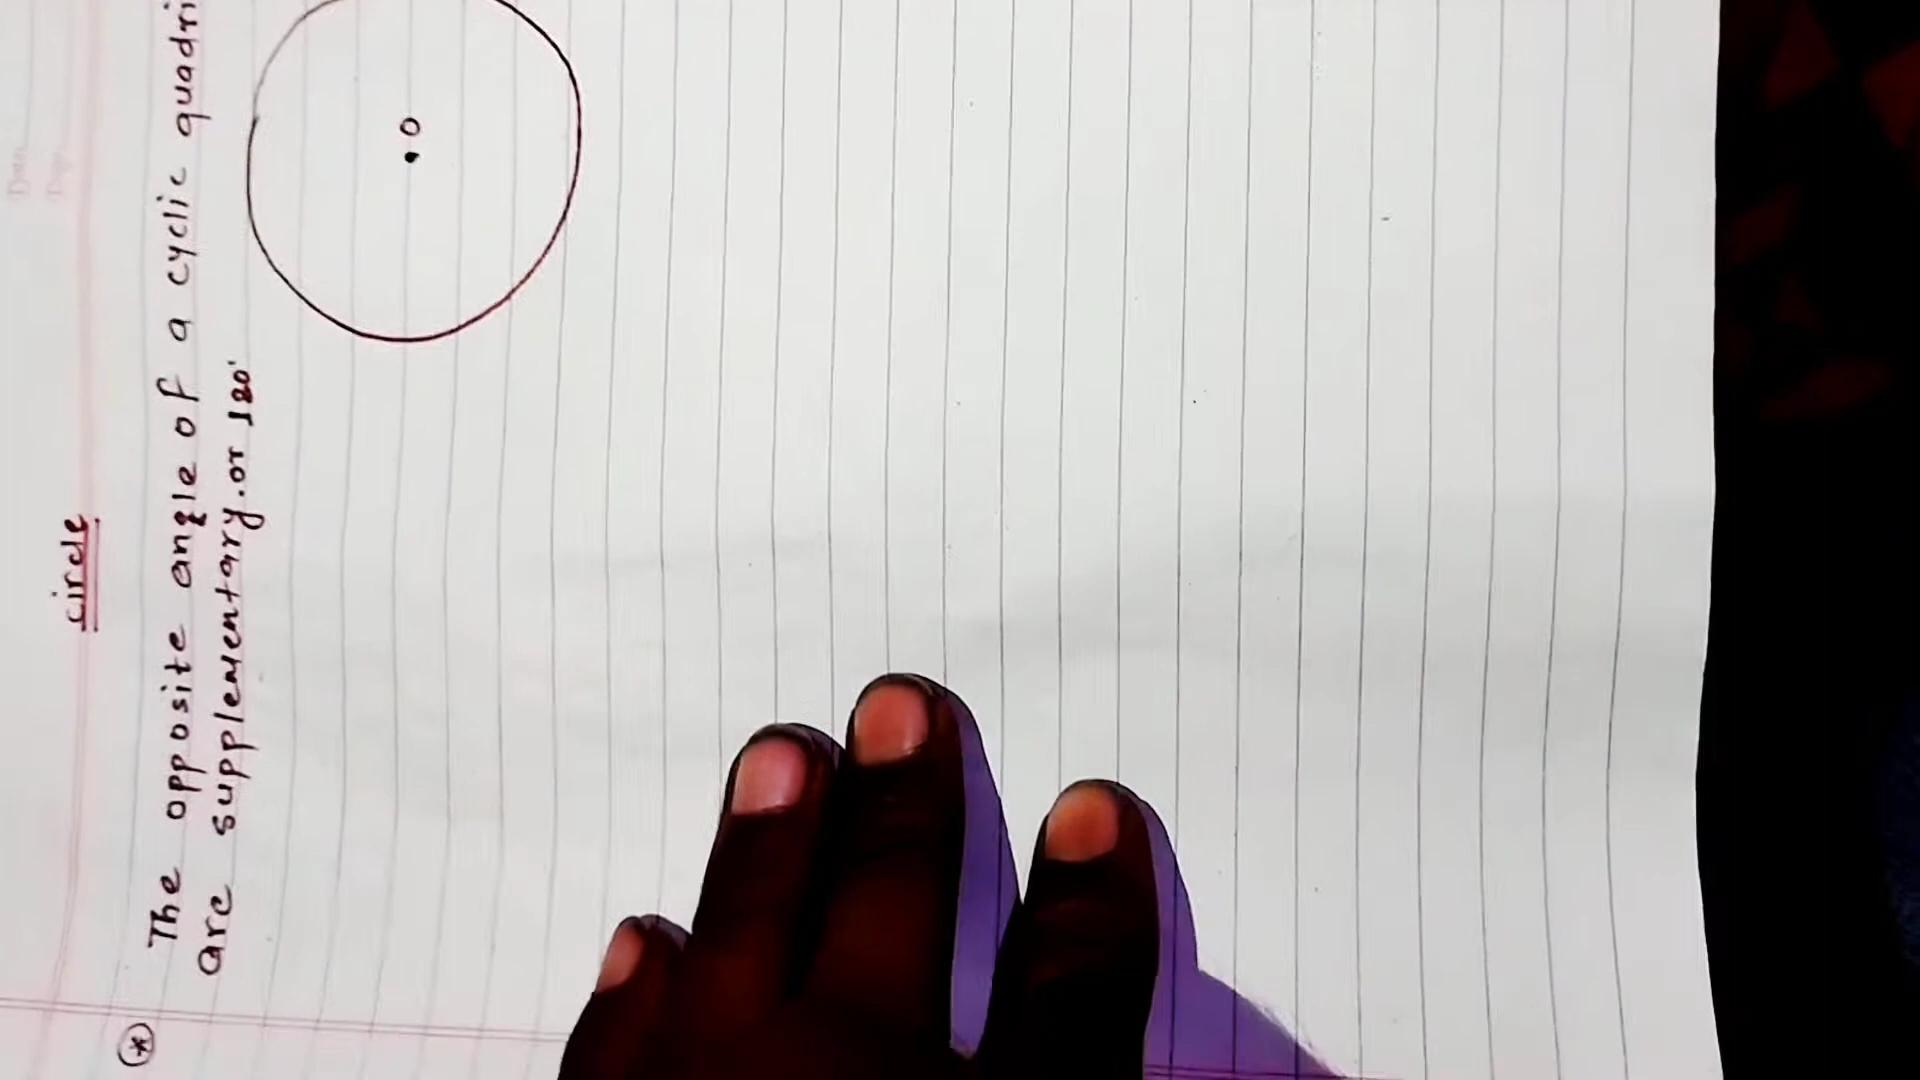 circle
* The opposite angle of a cyclic quadri
are supplementary. or 180°
O